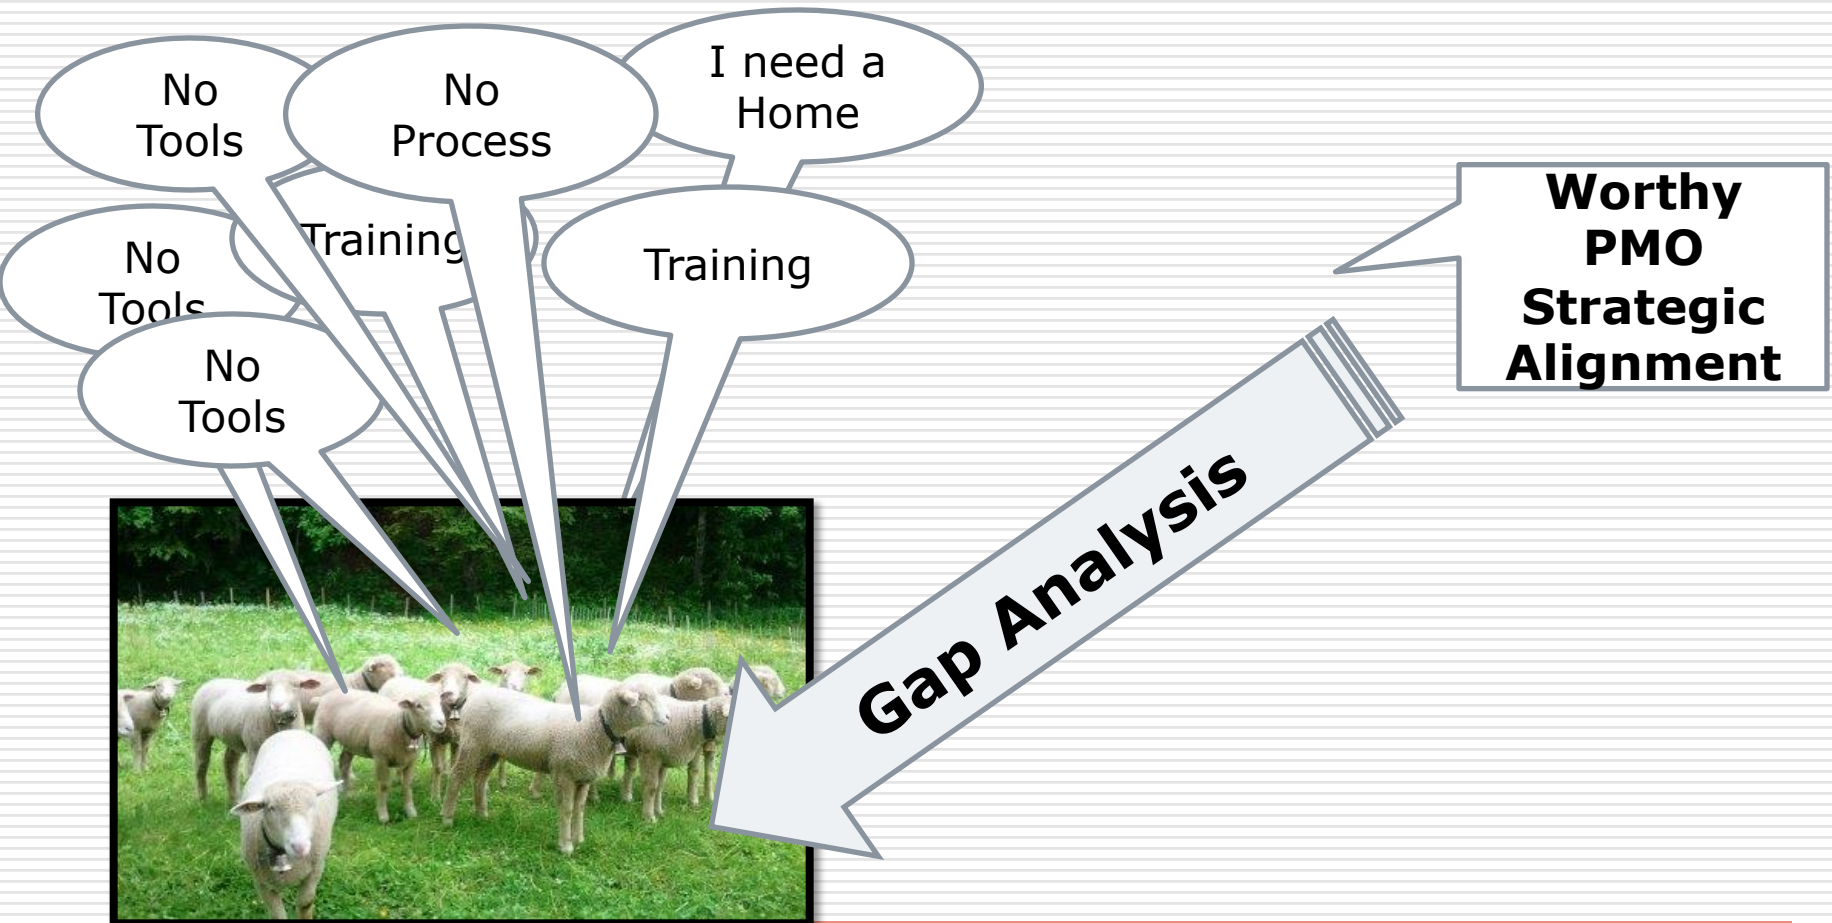 No
Tools
No
Process
I need a
Home
No
Tools
Training
Training
No
Tools
Worthy
PMO
Strategic
Alignment
Gap Analysis